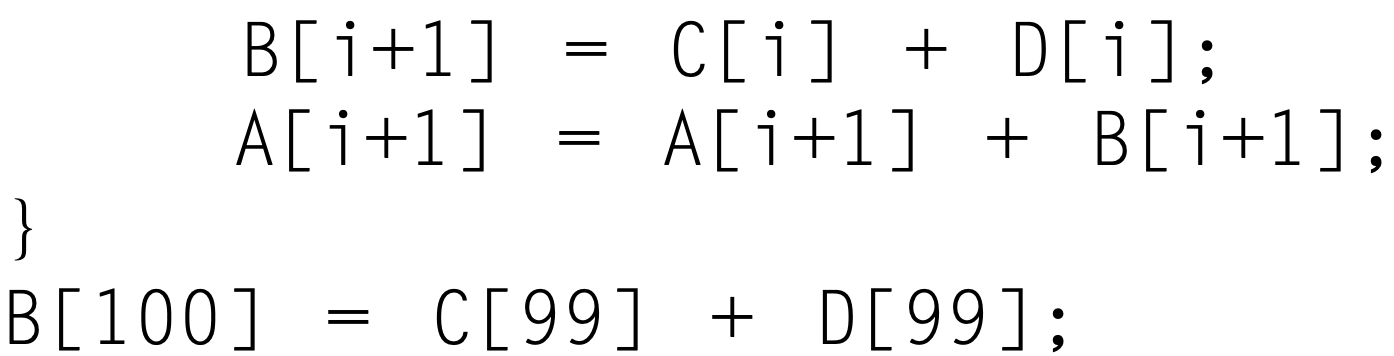 B[i+1] = C[i] + D[i];
A[i+1] = A[i+1] + B[i+1];
}
B[100] = C[99] + D[99];